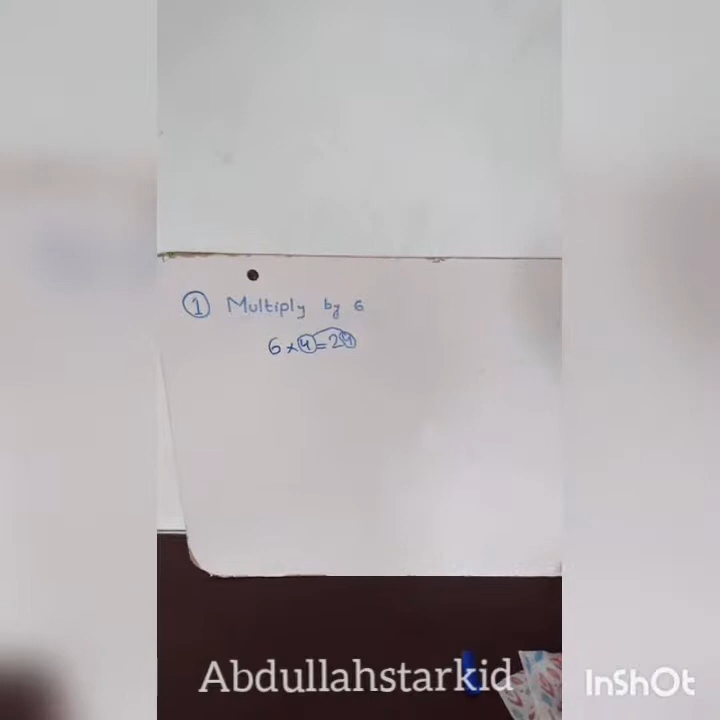 ① Multiply by 6
6 × 4 = 24
Abdullahstarkid
InShOt